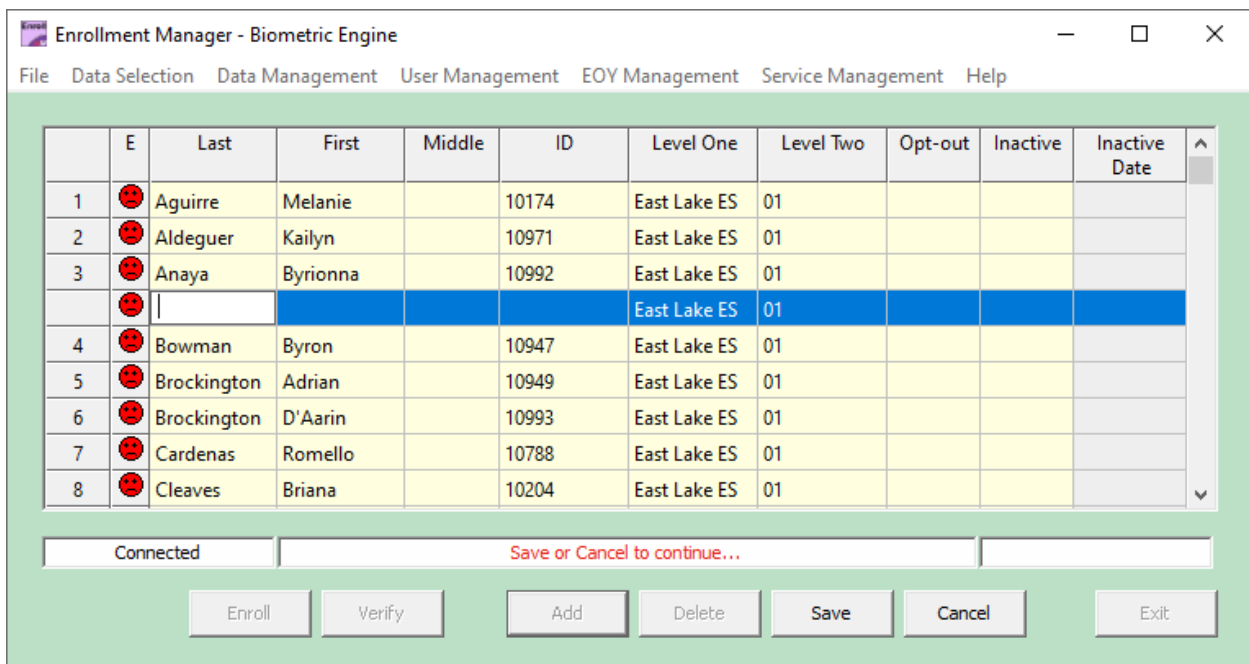 Enroll
Enrollment Manager - Biometric Engine
File Data Selection Data Management User Management EOY Management Service Management Help
E Last First Middle ID Level One Level Two Opt-out Inactive Inactive Date
1 Aguirre Melanie 10174 East Lake ES 01
2 Aldeguer Kailyn 10971 East Lake ES 01
3 Anaya Byrionna 10992 East Lake ES 01
East Lake ES 01
4 Bowman Byron 10947 East Lake ES 01
5 Brockington Adrian 10949 East Lake ES 01
6 Brockington D'Aarin 10993 East Lake ES 01
7 Cardenas Romello 10788 East Lake ES 01
8 Cleaves Briana 10204 East Lake ES 01
Connected Save or Cancel to continue...
Enroll Verify Add Delete Save Cancel Exit